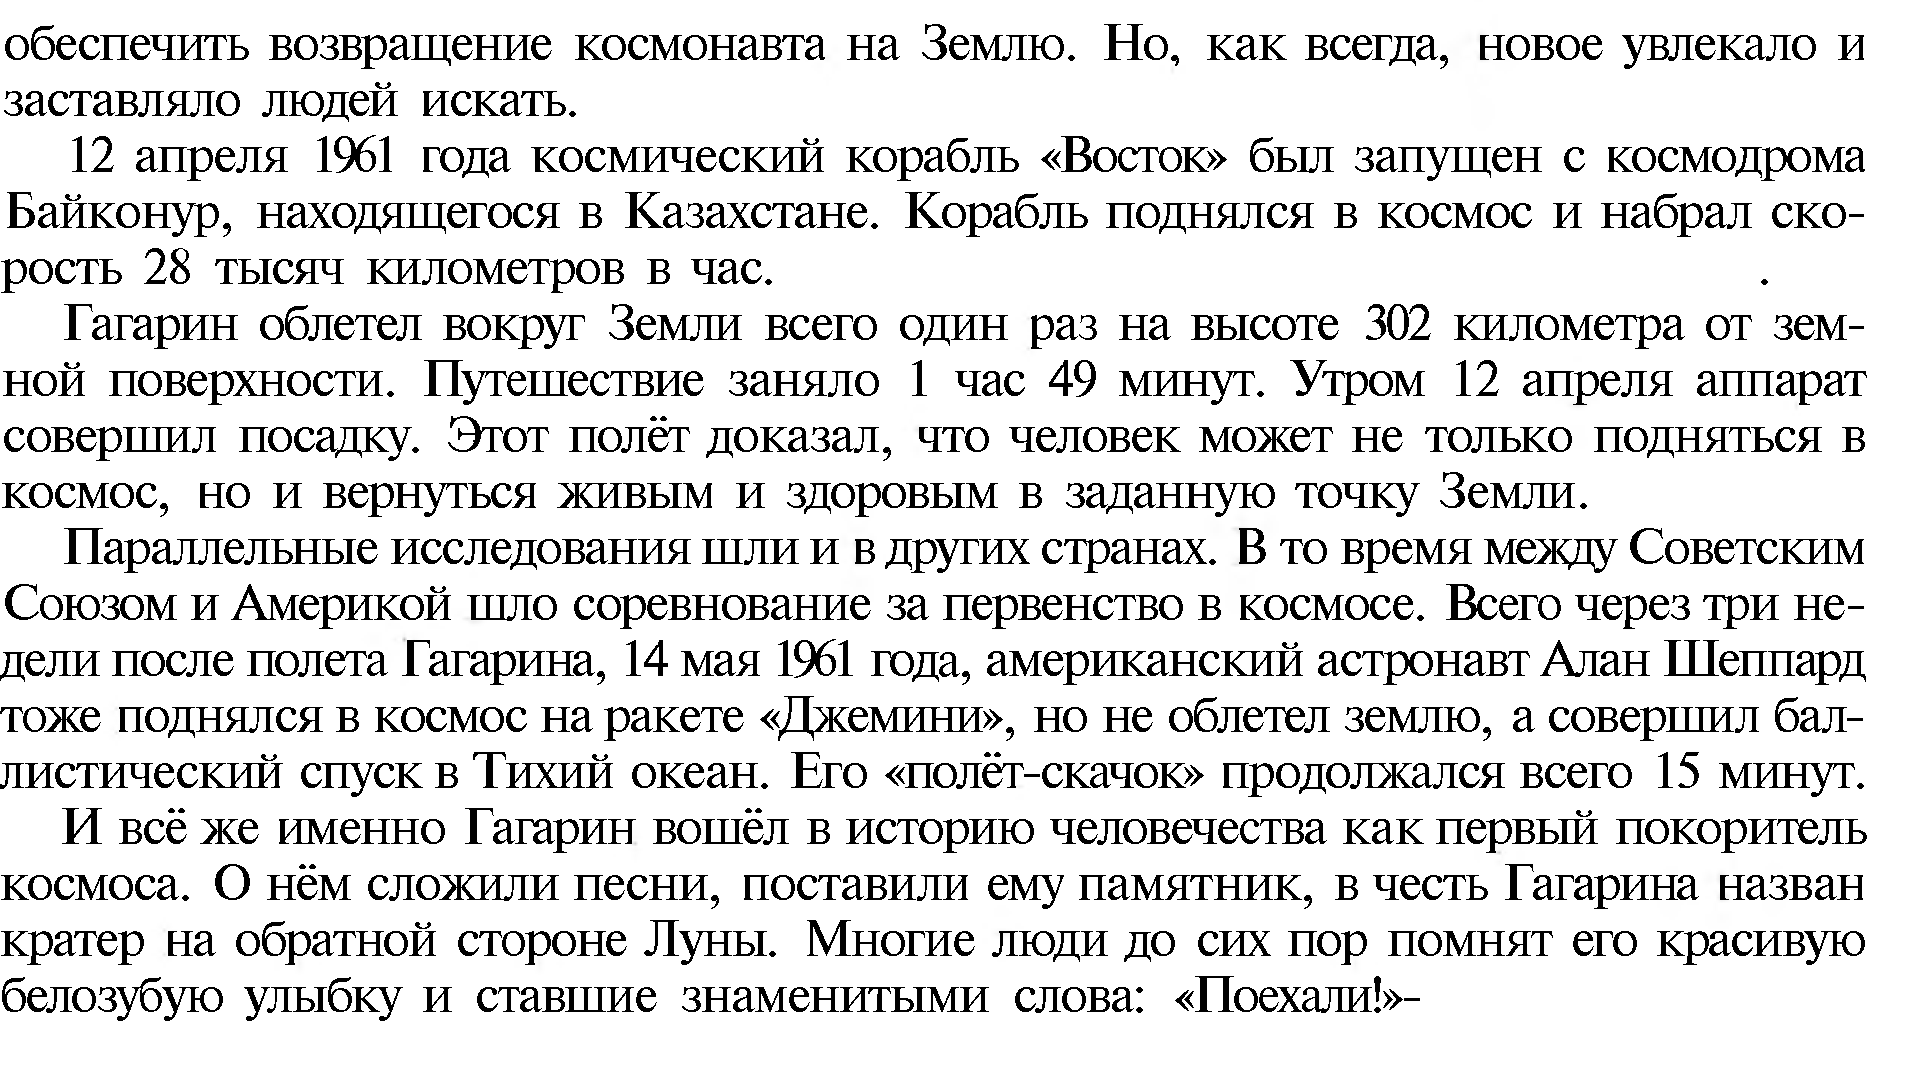 обеспечить возвращение космонавта на Землю. Но, как всегда, новое увлекало и
заставляло людей искать.
12 апреля 1961 года космический корабль «Восток» был запущен с космодрома
Байконур, находящегося в Казахстане. Корабль поднялся в космос и набрал ско-
рость 28 тысяч километров в час.
Гагарин облетел вокруг Земли всего один раз на высоте 302 километра от зем-
ной поверхности. Путешествие заняло 1 час 49 минут. Утром 12 апреля аппарат
совершил посадку. Этот полёт доказал, что человек может не только подняться в
космос, но и вернуться живым и здоровым в заданную точку Земли.
Параллельные исследования шли и в других странах. В то время между Советским
Союзом и Америкой шло соревнование за первенство в космосе. Всего через три не-
дели после полета Гагарина, 14 мая 1961 года, американский астронавт Алан Шеппард
тоже поднялся в космос на ракете «Джемини», но не облетел землю, а совершил бал-
листический спуск в Тихий океан. Его «полёт-скачок» продолжался всего 15 минут.
И всё же именно Гагарин вошёл в историю человечества как первый покоритель
космоса. О нём сложили песни, поставили ему памятник, в честь Гагарина назван
кратер на обратной стороне Луны. Многие люди до сих пор помнят его красивую
белозубую улыбку и ставшие знаменитыми слова: «Поехали!»-